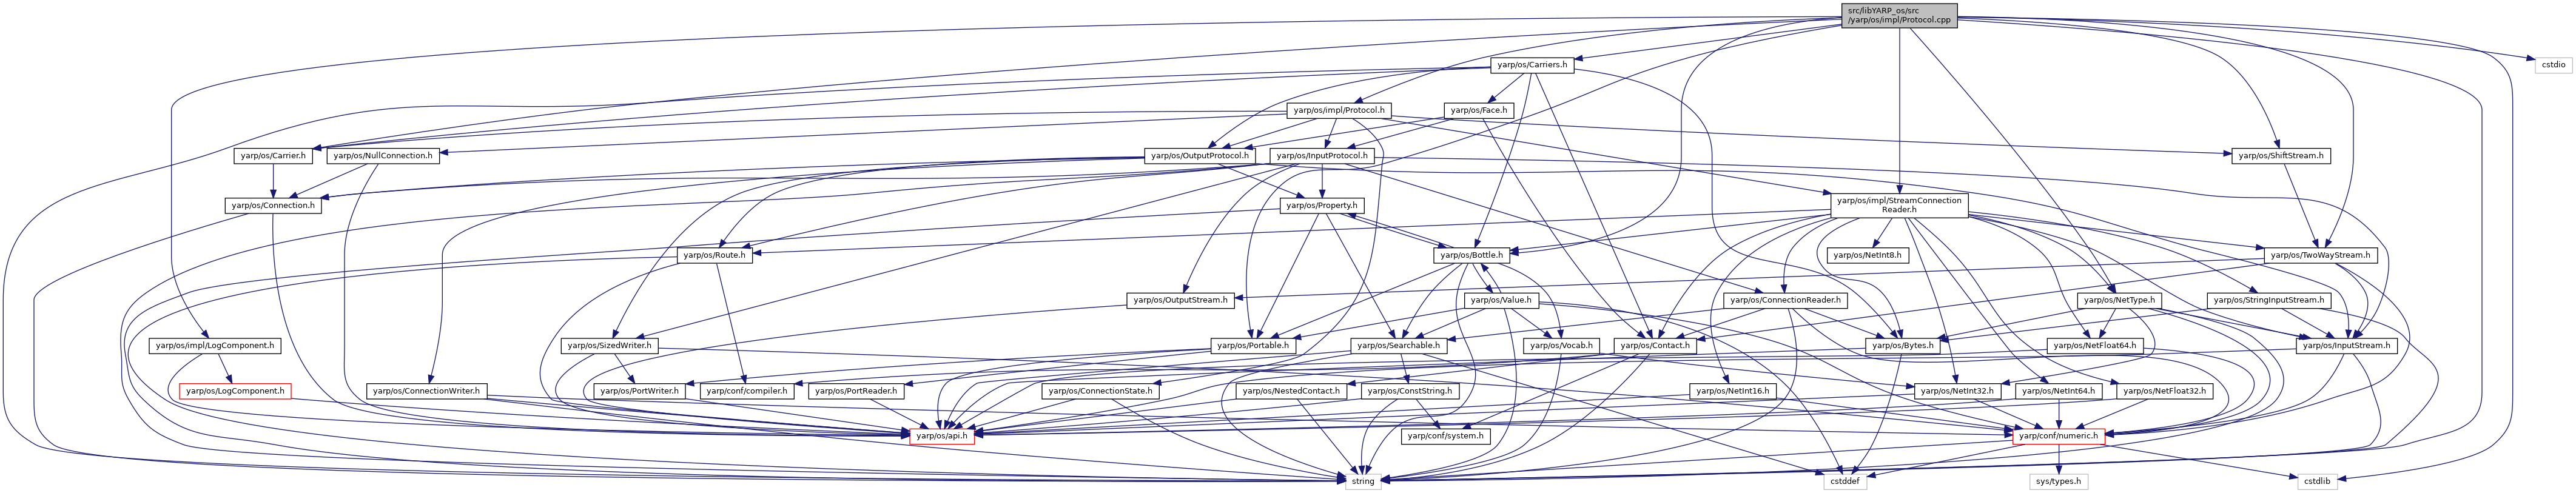 src/libYARP_os/src
/yarp/os/impl/Protocol.cpp
yarp/os/Carriers.h
cstdio
yarp/os/impl/Protocol.h
yarp/os/Face.h
yarp/os/Carrier.h
yarp/os/NullConnection.h
yarp/os/OutputProtocol.h
yarp/os/InputProtocol.h
yarp/os/ShiftStream.h
yarp/os/Connection.h
yarp/os/Property.h
yarp/os/impl/StreamConnection
Reader.h
yarp/os/Route.h
yarp/os/Bottle.h
yarp/os/NetInt8.h
yarp/os/TwoWayStream.h
yarp/os/OutputStream.h
yarp/os/Value.h
yarp/os/ConnectionReader.h
yarp/os/NetType.h
yarp/os/StringInputStream.h
yarp/os/impl/LogComponent.h
yarp/os/SizedWriter.h
yarp/os/Portable.h
yarp/os/Searchable.h
yarp/os/Vocab.h
yarp/os/Contact.h
yarp/os/Bytes.h
yarp/os/NetFloat64.h
yarp/os/InputStream.h
yarp/os/LogComponent.h
yarp/os/ConnectionWriter.h
yarp/os/PortWriter.h
yarp/conf/compiler.h
yarp/os/PortReader.h
yarp/os/ConnectionState.h
yarp/os/NestedContact.h
yarp/os/ConstString.h
yarp/os/NetInt16.h
yarp/os/NetInt32.h
yarp/os/NetInt64.h
yarp/os/NetFloat32.h
yarp/os/api.h
yarp/conf/system.h
yarp/conf/numeric.h
string
cstddef
sys/types.h
cstdlib